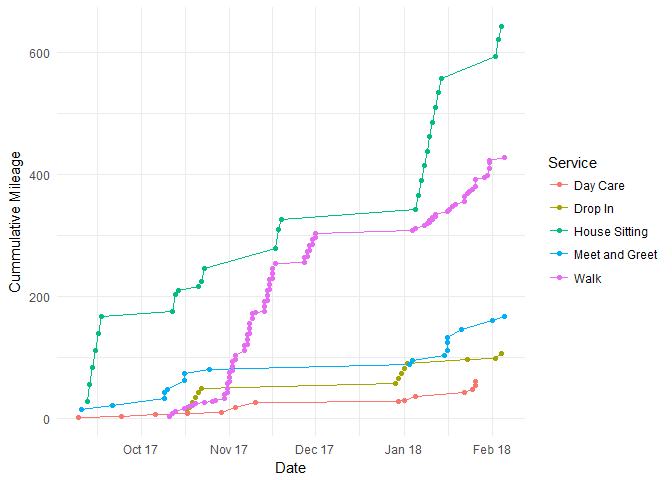 600
400
200
0
Cummulative Mileage
Oct 17 Nov 17 Dec 17 Jan 18 Feb 18
Date
Service
Day Care
Drop In
House Sitting
Meet and Greet
Walk